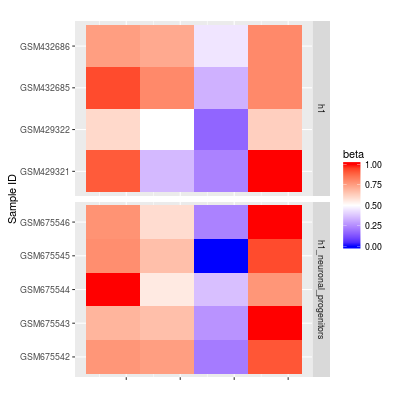 Sample ID
GSM432686
GSM432685
GSM429322
GSM429321
h1
GSM675546
GSM675545
GSM675544
GSM675543
GSM675542
h1_neuronal_progenitors
beta
1.00
0.75
0.50
0.25
0.00